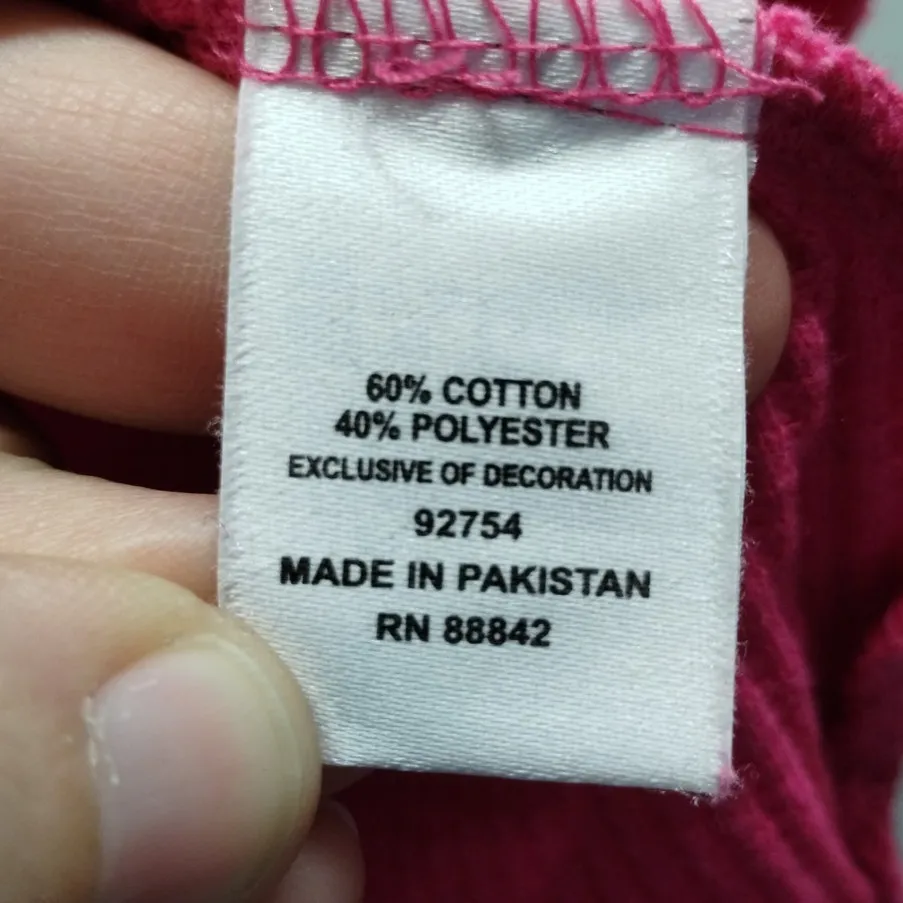 60% COTTON
40% POLYESTER
EXCLUSIVE OF DECORATION
92754
MADE IN PAKISTAN
RN 88842